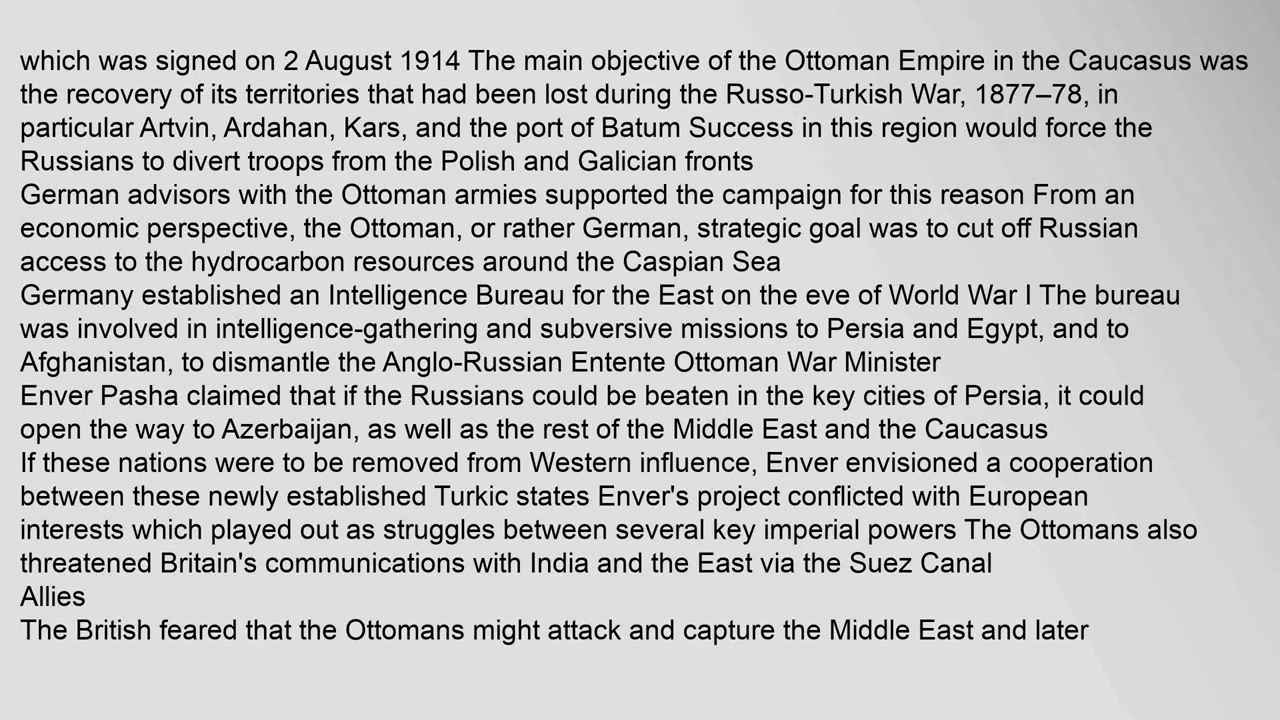 which was signed on 2 August 1914 The main objective of the Ottoman Empire in the Caucasus was
the recovery of its territories that had been lost during the Russo-Turkish War, 1877–78, in
particular Artvin, Ardahan, Kars, and the port of Batum Success in this region would force the
Russians to divert troops from the Polish and Galician fronts
German advisors with the Ottoman armies supported the campaign for this reason From an
economic perspective, the Ottoman, or rather German, strategic goal was to cut off Russian
access to the hydrocarbon resources around the Caspian Sea
Germany established an Intelligence Bureau for the East on the eve of World War I The bureau
was involved in intelligence-gathering and subversive missions to Persia and Egypt, and to
Afghanistan, to dismantle the Anglo-Russian Entente Ottoman War Minister
Enver Pasha claimed that if the Russians could be beaten in the key cities of Persia, it could
open the way to Azerbaijan, as well as the rest of the Middle East and the Caucasus
If these nations were to be removed from Western influence, Enver envisioned a cooperation
between these newly established Turkic states Enver's project conflicted with European
interests which played out as struggles between several key imperial powers The Ottomans also
threatened Britain's communications with India and the East via the Suez Canal
Allies
The British feared that the Ottomans might attack and capture the Middle East and later